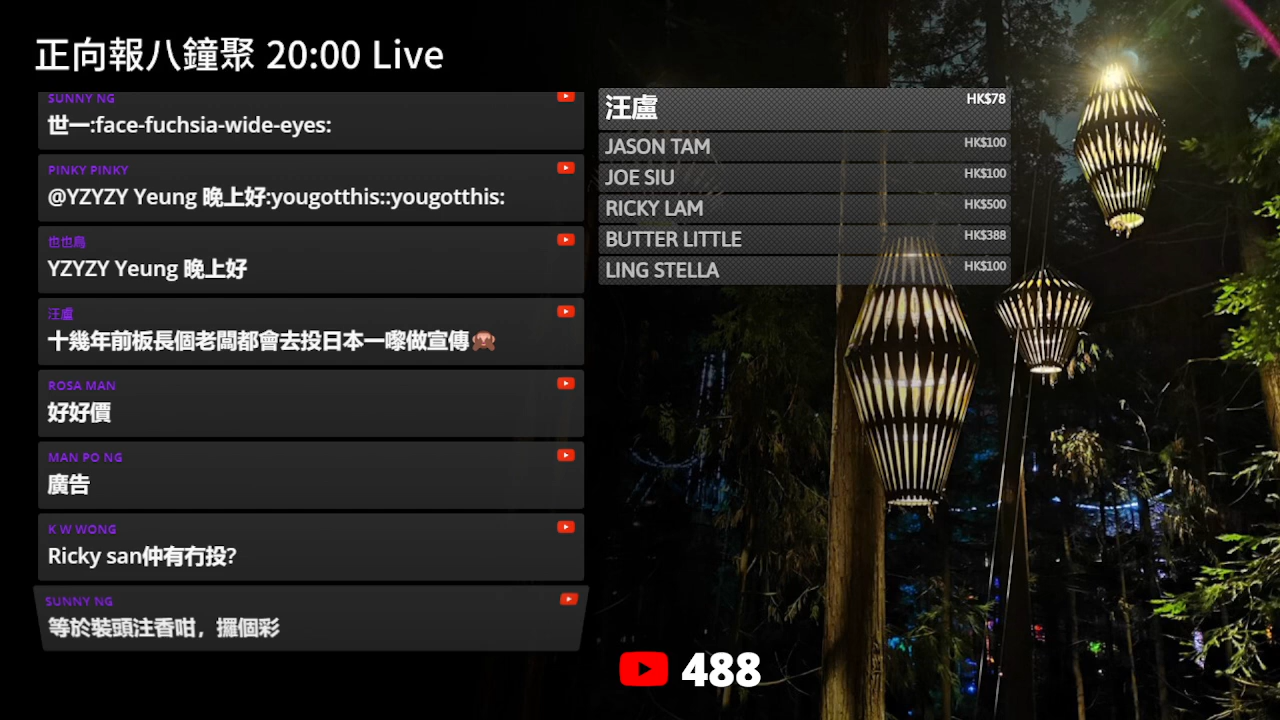 正向報八鐘聚 20:00 Live
SUNNY NG
世一:face-fuchsia-wide-eyes:
PINKY PINKY
@YZYZY Yeung 晚上好:yougotthis::yougotthis:
也也鳥
YZYZY Yeung 晚上好
汪盧
十幾年前板長個老闆都會去投日本一嚟做宣傳🙈
ROSA MAN
好好價
MAN PO NG
廣告
K W WONG
Ricky san仲有冇投?
SUNNY NG
等於裝頭注香咁，攞個彩
汪盧 HK$78
JASON TAM HK$100
JOE SIU HK$100
RICKY LAM HK$500
BUTTER LITTLE HK$388
LING STELLA HK$100
488